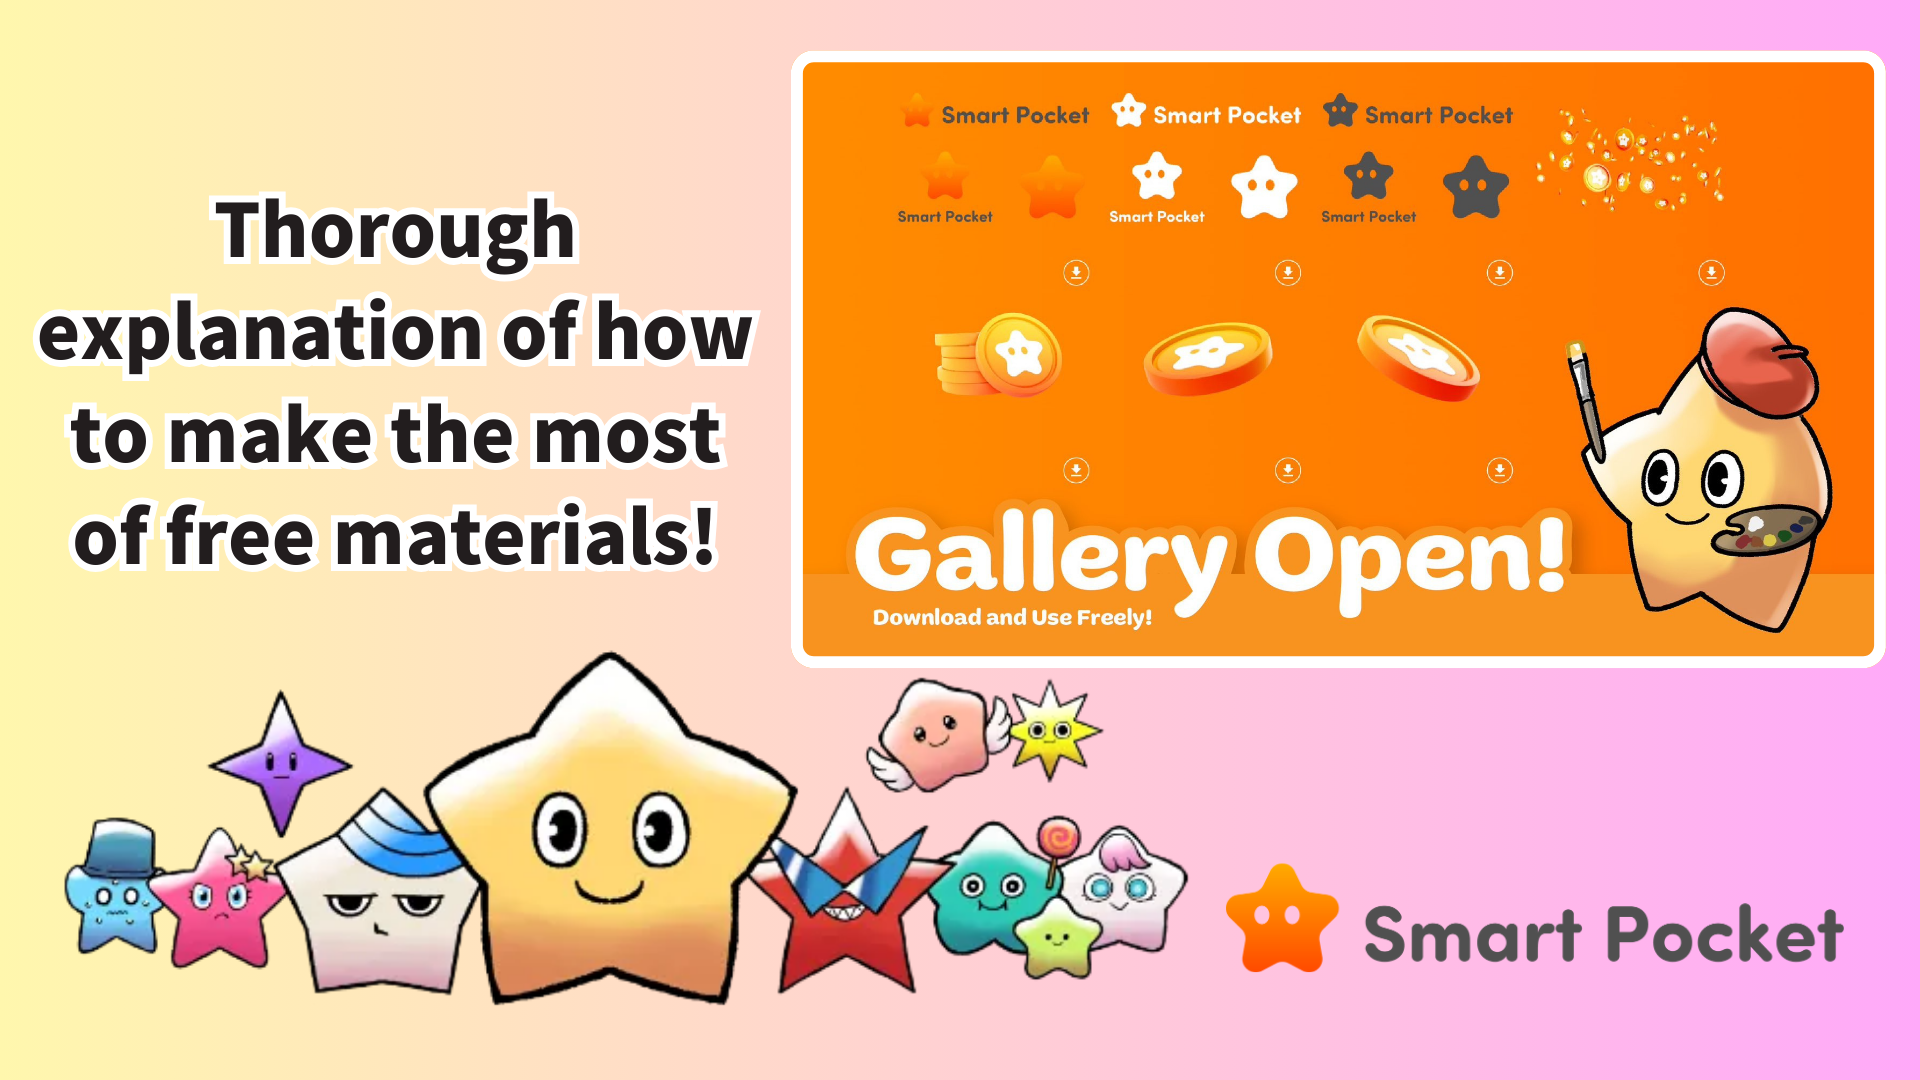 Thorough
explanation of how
to make the most
of free materials!
Smart Pocket
Smart Pocket
Smart Pocket
Smart Pocket
Smart Pocket
Smart Pocket
Gallery Open!
Download and Use Freely!
Smart Pocket